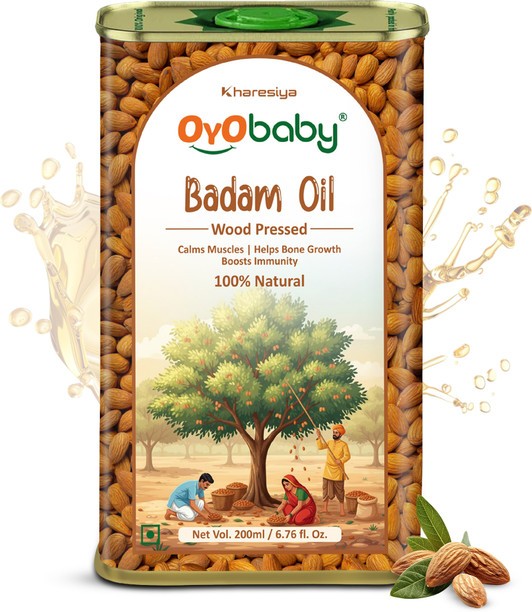 Kharesiya
OyObaby®
Badam Oil
Wood Pressed
Calms Muscles | Helps Bone Growth
Boosts Immunity
100% Natural
Net Vol. 200ml / 6.76 fl. Oz.